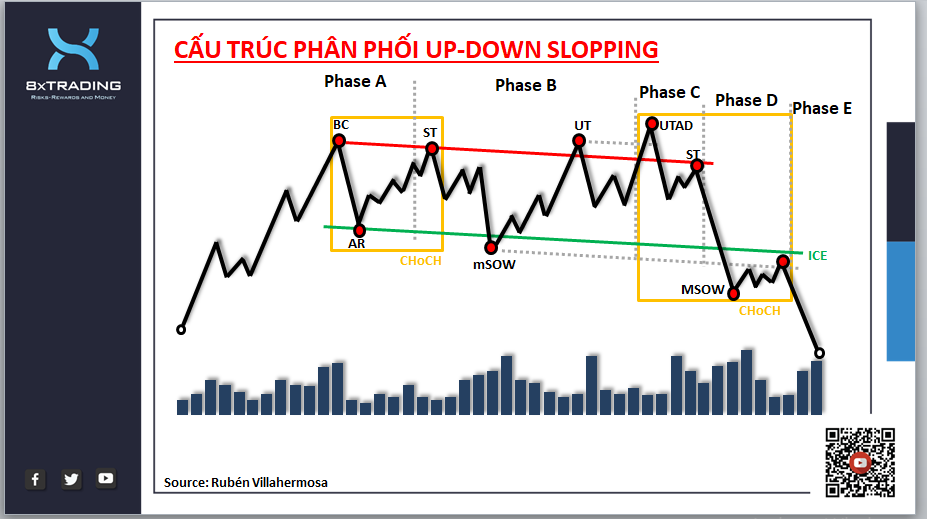 8xTRADING
RISKS-REWARDS AND MONEY
CẤU TRÚC PHÂN PHỐI UP-DOWN SLOPPING
Phase A
Phase B
Phase C
Phase D
Phase E
BC
ST
UT
UTAD
ST
AR
CHoCH
mSOW
ICE
MSOW
CHoCH
Source: Rubén Villahermosa